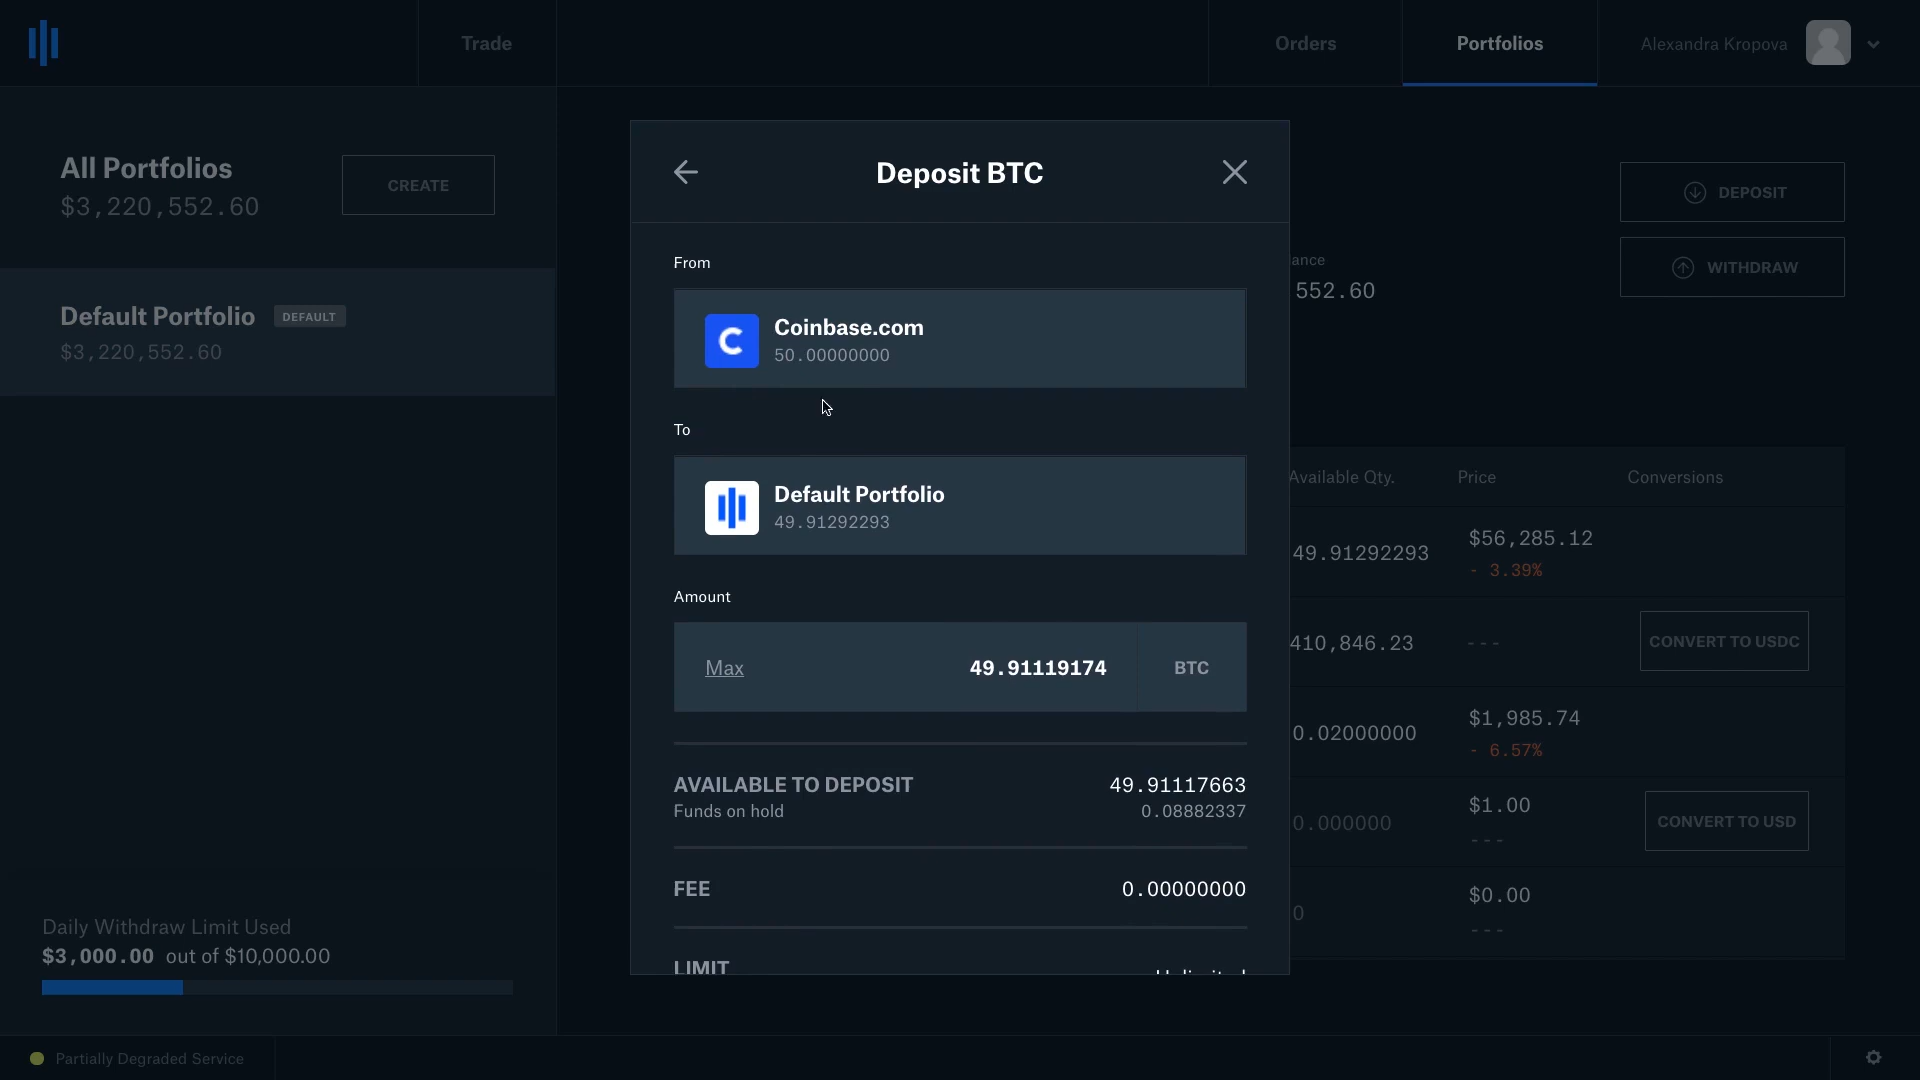 Trade
Orders
Portfolios
Alexandra Kropova
All Portfolios
$3,220,552.60
CREATE
Default Portfolio DEFAULT
$3,220,552.60
Daily Withdraw Limit Used
$3,000.00 out of $10,000.00
Partially Degraded Service
Deposit BTC
From
Coinbase.com
50.00000000
To
Default Portfolio
49.91292293
Amount
Max 49.91119174 BTC
AVAILABLE TO DEPOSIT 49.91117663
Funds on hold 0.08882337
FEE 0.00000000
LIMIT Unlimited
DEPOSIT
WITHDRAW
ance
552.60
Available Qty. Price Conversions
49.91292293 $56,285.12
- 3.39%
410,846.23 --- CONVERT TO USDC
0.02000000 $1,985.74
- 6.57%
0.000000 $1.00 CONVERT TO USD
---
0 $0.00
---